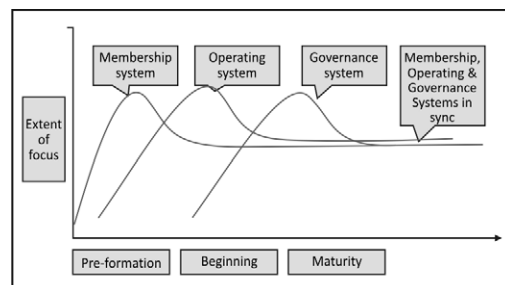 Membership
system
Operating
system
Governance
system
Membership,
Operating &
Governance
Systems in
sync
Extent
of
focus
Pre-formation
Beginning
Maturity